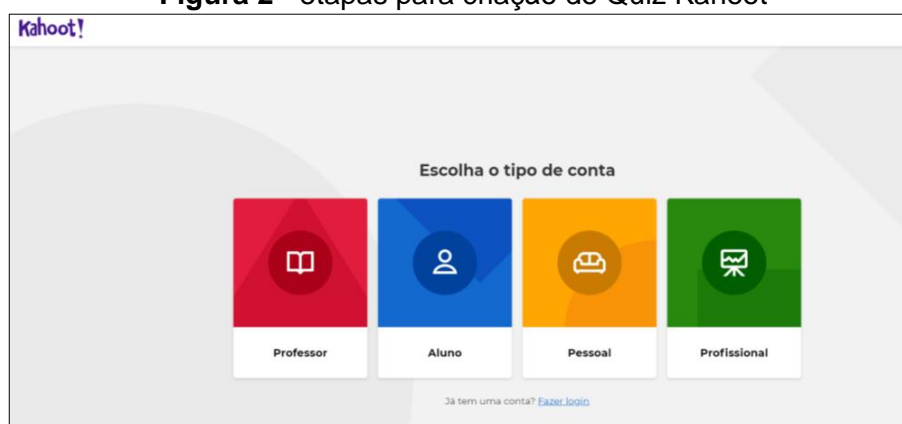 Figura 2 - etapas para criação do Quiz Kahoot
Kahoot!
Escolha o tipo de conta
Professor Aluno Pessoal Profissional
Já tem uma conta? Fazer login